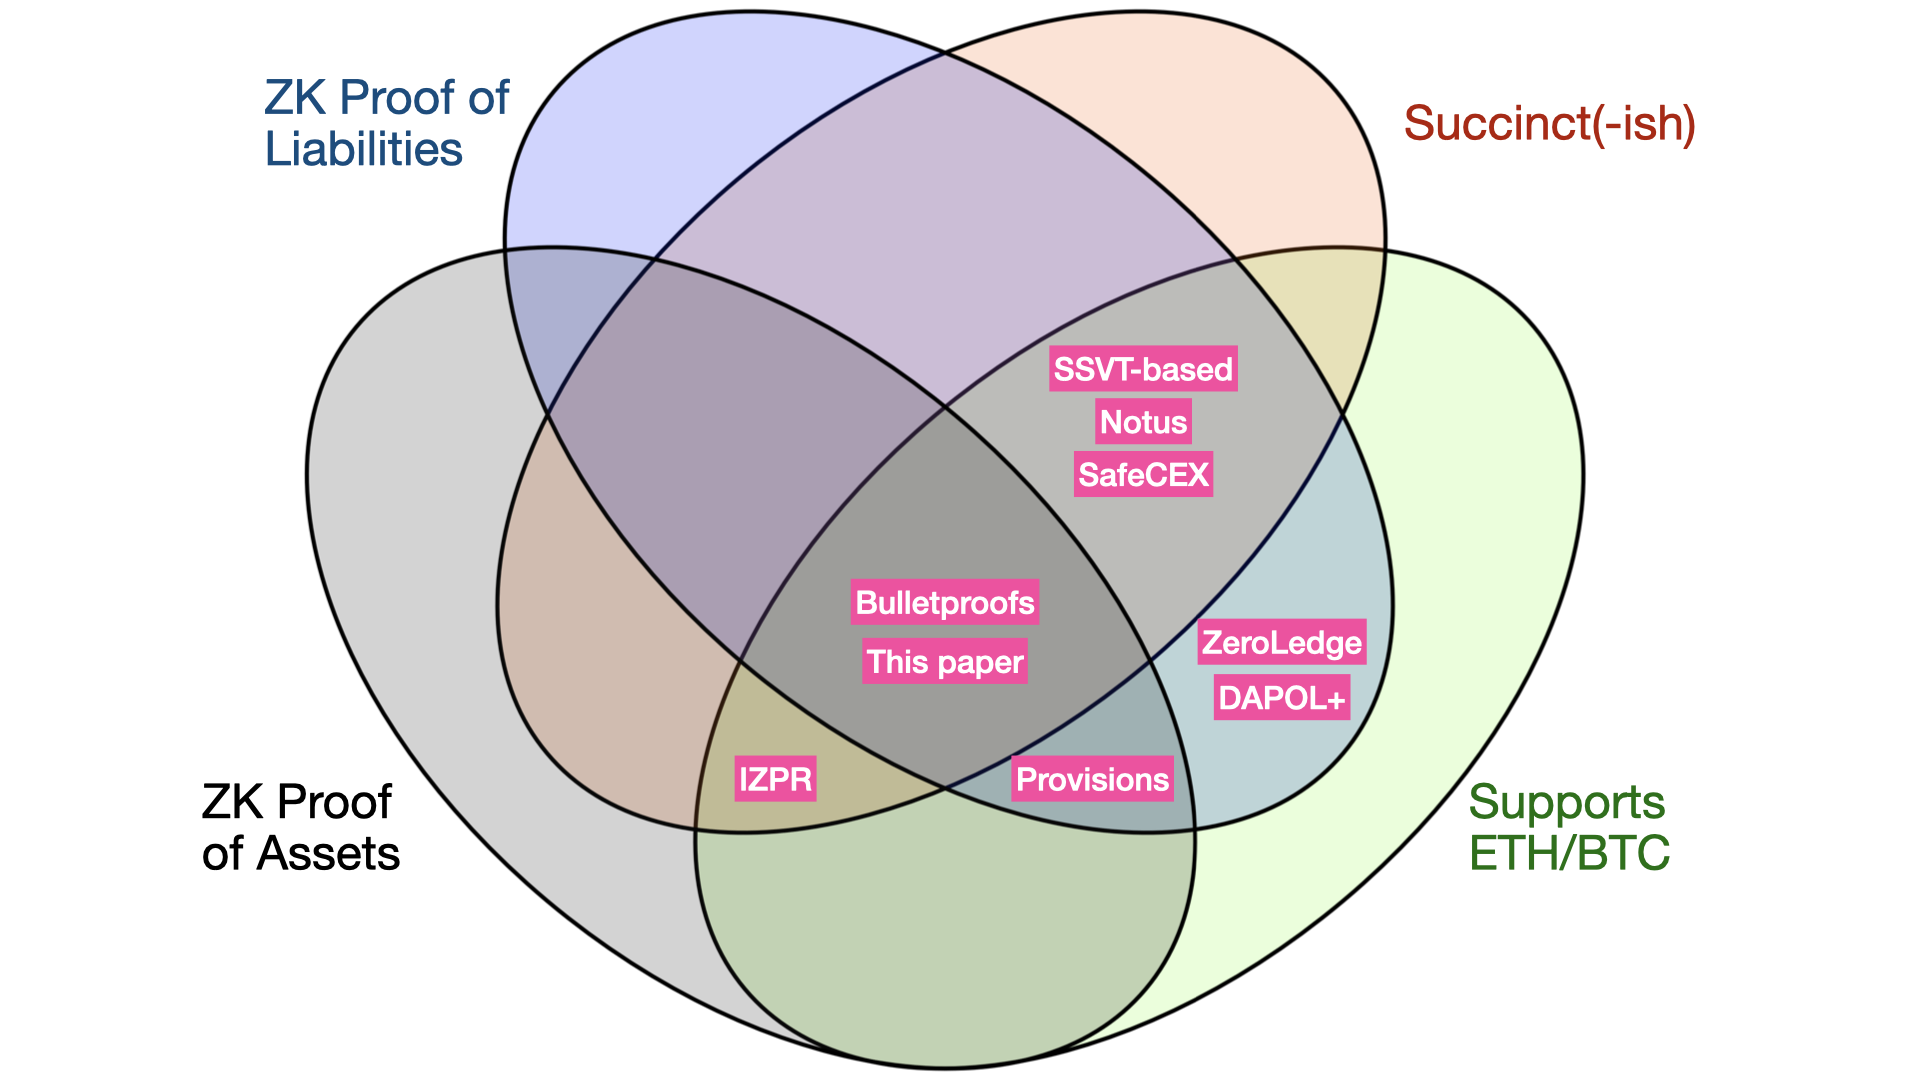 ZK Proof of
Liabilities
Succinct(-ish)
SSVT-based
Notus
SafeCEX
Bulletproofs
This paper
ZeroLedge
DAPOL+
IZPR
Provisions
ZK Proof
of Assets
Supports
ETH/BTC